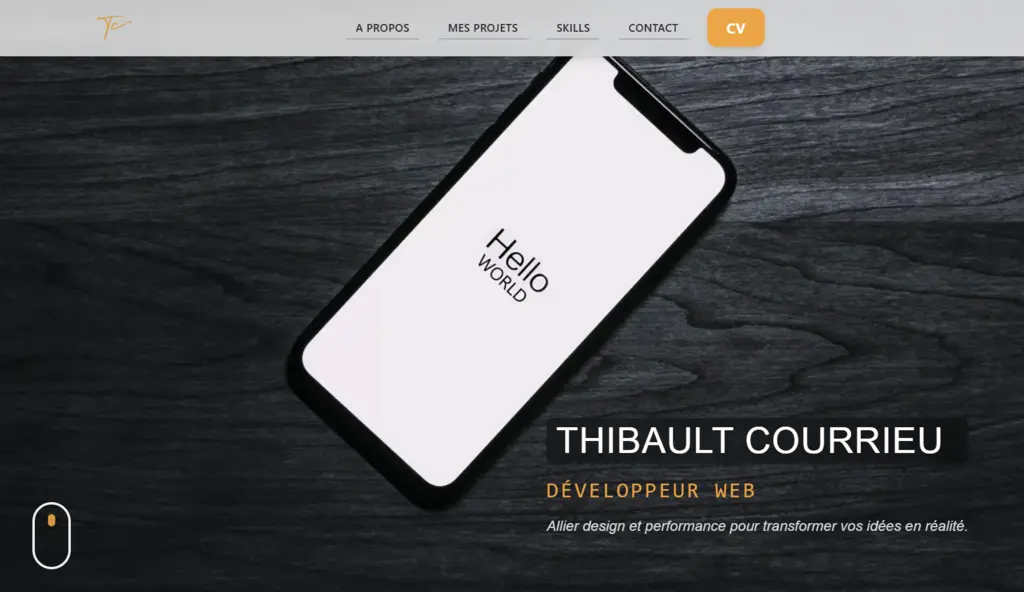 Tc
A PROPOS
MES PROJETS
SKILLS
CONTACT
CV
Hello
WORLD
THIBAULT COURRIEU
DÉVELOPPEUR WEB
Allier design et performance pour transformer vos idées en réalité.